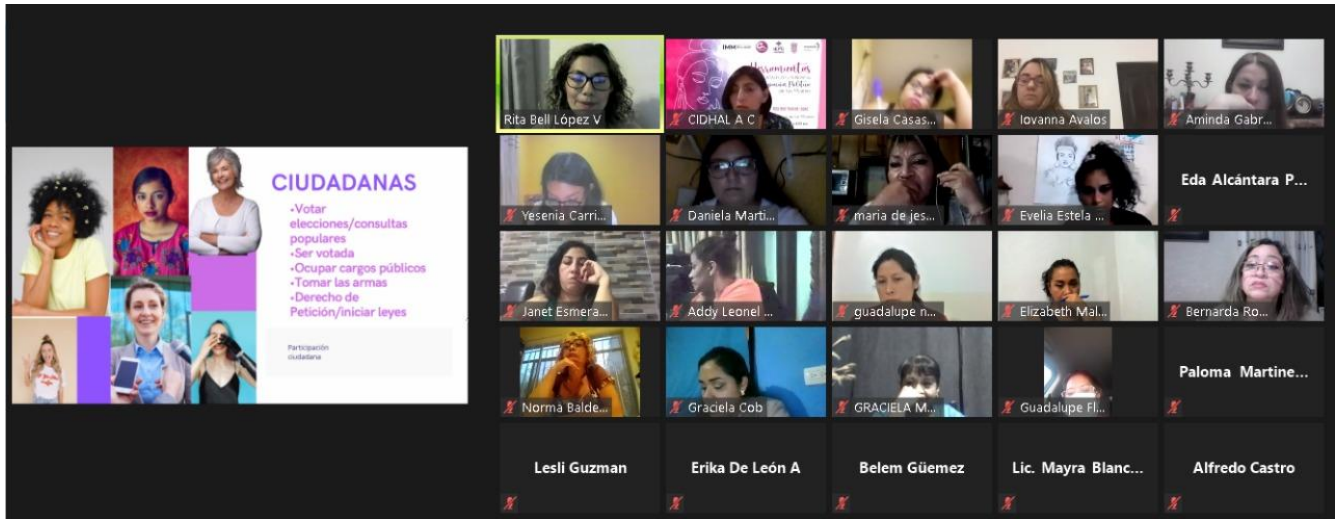 CIUDADANAS
•Votar
elecciones/consultas
populares
•Ser votada
•Ocupar cargos públicos
•Tomar las armas
•Derecho de
Petición/iniciar leyes
Participación
ciudadana
Rita Bell López V
CIDHAL A C
Gisela Casas...
Iovanna Avalos
Aminda Gabr...
Yesenia Carri...
Daniela Marti...
maria de jes...
Evelia Estela ...
Eda Alcántara P...
Janet Esmera...
Addy Leonel ...
guadalupe n...
Elizabeth Mal...
Bernarda Ro...
Norma Balde...
Graciela Cob
GRACIELA M...
Guadalupe Fl...
Paloma Martine...
Lesli Guzman
Erika De León A
Belem Güemez
Lic. Mayra Blanc...
Alfredo Castro